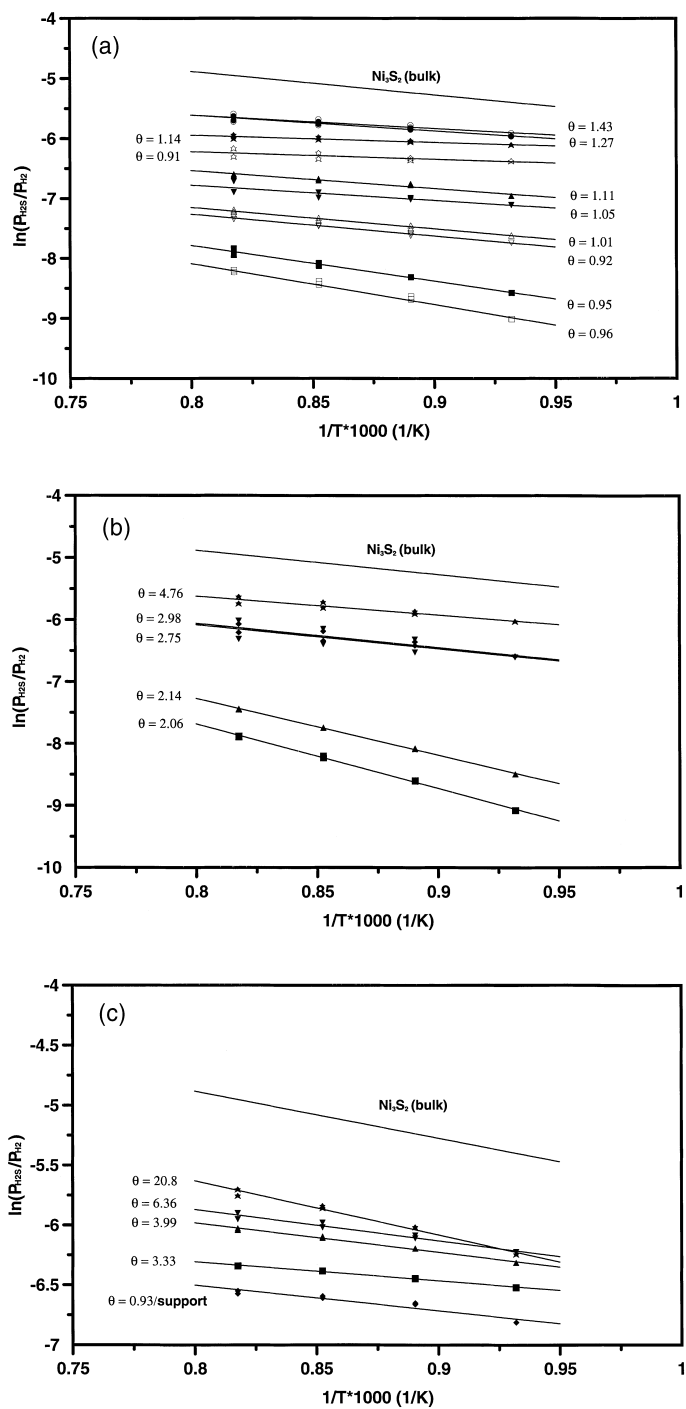 (a)
-4
-5
-6
-7
-8
-9
-10
ln(P_H2S/P_H2)
Ni₃S₂ (bulk)
θ = 1.14
θ = 0.91
θ = 1.43
θ = 1.27
θ = 1.11
θ = 1.05
θ = 1.01
θ = 0.92
θ = 0.95
θ = 0.96
0.75 0.8 0.85 0.9 0.95 1
1/T*1000 (1/K)
(b)
-4
-5
-6
-7
-8
-9
-10
ln(P_H2S/P_H2)
Ni₃S₂ (bulk)
θ = 4.76
θ = 2.98
θ = 2.75
θ = 2.14
θ = 2.06
0.75 0.8 0.85 0.9 0.95 1
1/T*1000 (1/K)
(c)
-4
-4.5
-5
-5.5
-6
-6.5
-7
ln(P_H2S/P_H2)
Ni₃S₂ (bulk)
θ = 20.8
θ = 6.36
θ = 3.99
θ = 3.33
θ = 0.93/support
0.75 0.8 0.85 0.9 0.95 1
1/T*1000 (1/K)